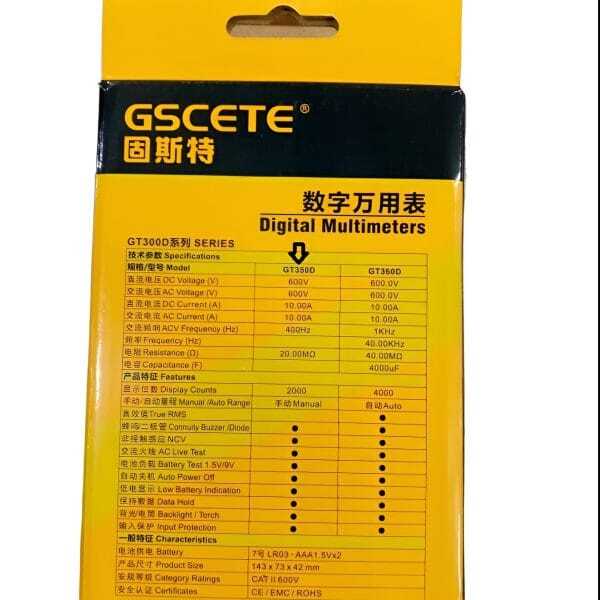 GSCETE®
固斯特
数字万用表
Digital Multimeters
GT300D系列 SERIES
技术参数 Specifications
规格/型号 Model GT350D GT360D
直流电压 DC Voltage (V) 600V 600.0V
交流电压 AC Voltage (V) 600V 600.0V
直流电流 DC Current (A) 10.00A 10.00A
交流电流 AC Current (A) 10.00A 10.00A
交流频响 ACV Frequency (Hz) 400Hz 1KHz
频率 Frequency (Hz) 40.00KHz
电阻 Resistance (Ω) 20.00MΩ 40.00MΩ
电容 Capacitance (F) 4000uF
产品特征 Features
显示位数 Display Counts 2000 4000
手动/自动量程 Manual /Auto Range 手动Manual 自动Auto
真效值True RMS ●
蜂鸣/二极管 Connuity Buzzer /Diode ● ●
非接触感应 NCV ● ●
交流火线 AC Live Test ● ●
电池负载 Battery Test 1.5V/9V ● ●
自动关机 Auto Power Off ● ●
低电显示 Low Battery Indication ● ●
保持数据 Data Hold ● ●
背光/电筒 Backlight / Torch ● ●
输入保护 Input Protection ● ●
一般特征 Characteristics
电池供电 Battery 7号 LR03 - AAA1.5Vx2
产品尺寸 Product Size 143 x 73 x 42 mm
安规等级 Category Ratings CAT II 600V
安全认证 Certificates CE / EMC / ROHS